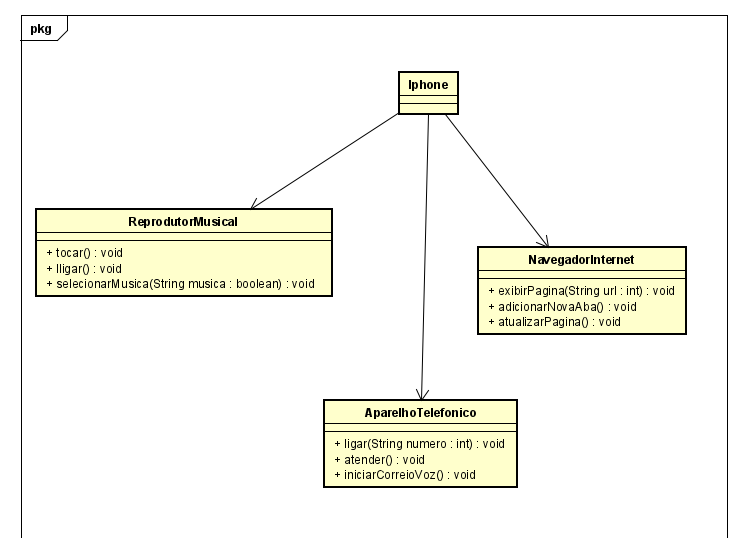 pkg
Iphone
ReprodutorMusical
+ tocar() : void
+ lligar() : void
+ selecionarMusica(String musica : boolean) : void
NavegadorInternet
+ exibirPagina(String url : int) : void
+ adicionarNovaAba() : void
+ atualizarPagina() : void
AparelhoTelefonico
+ ligar(String numero : int) : void
+ atender() : void
+ iniciarCorreioVoz() : void